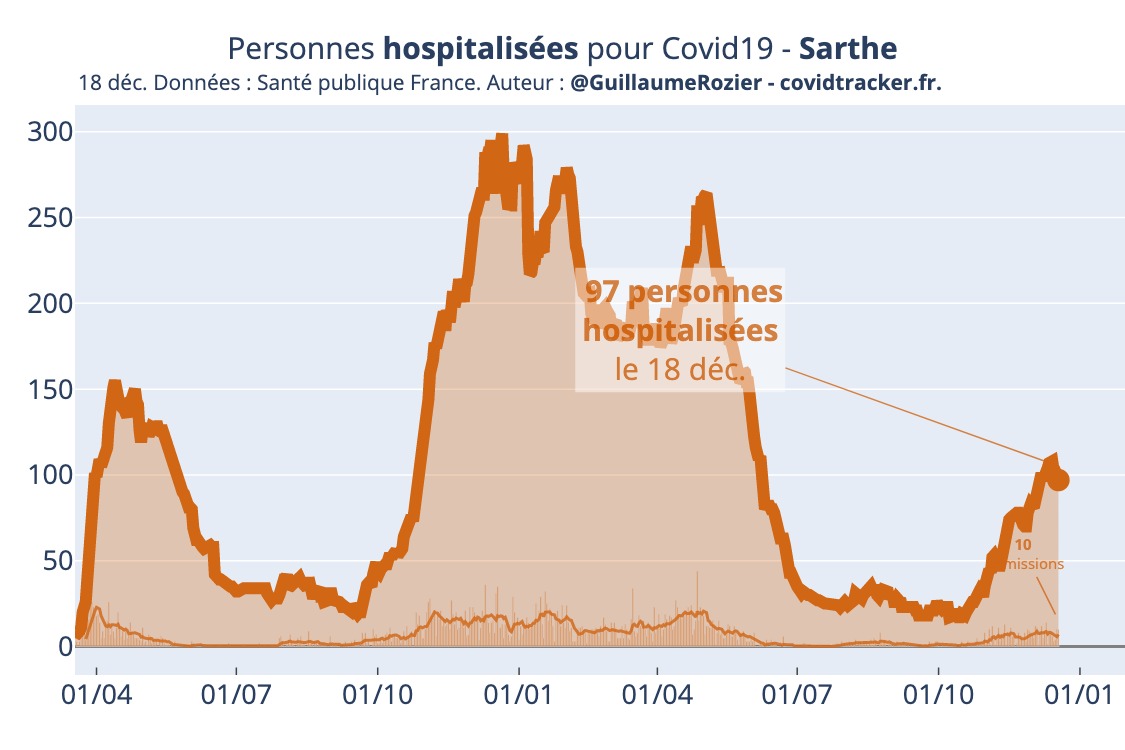 Personnes hospitalisées pour Covid19 - Sarthe
18 déc. Données : Santé publique France. Auteur : @GuillaumeRozier - covidtracker.fr.
300
250
200
150
100
50
0
97 personnes
hospitalisées
le 18 déc.
10
missions
01/04
01/07
01/10
01/01
01/04
01/07
01/10
01/01